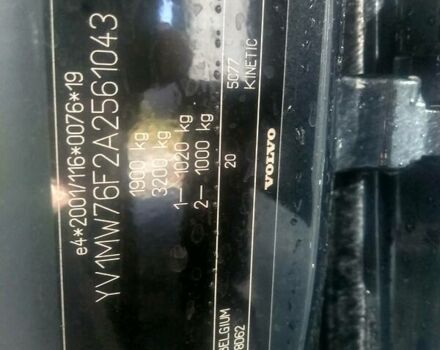 e4*2001/116*0076*19
YV1MW76F2A2561043
1900 kg
3200 kg
1– 1020 kg
2– 1000 kg
20
5077
KINETIC
VOLVO
BELGIUM